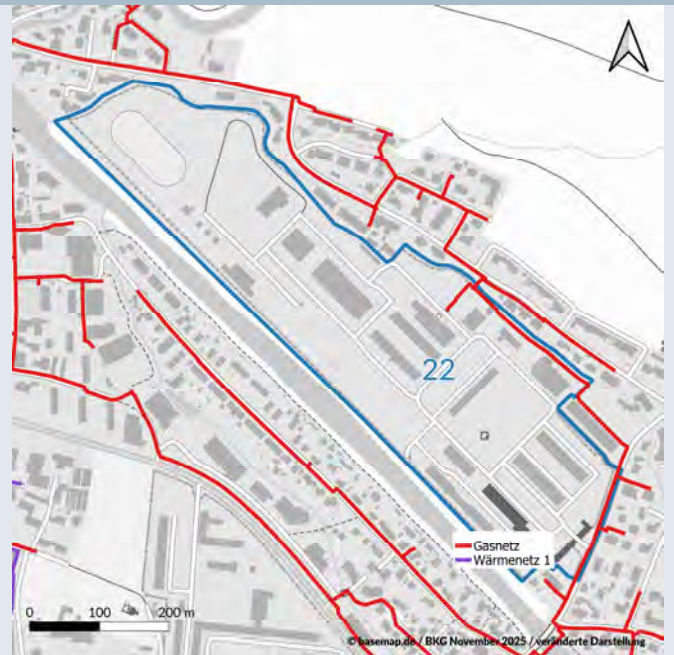 22
Gasnetz
Wärmenetz 1
0 100 200 m
© basemap.de / BKG November 2025 / veränderte Darstellung